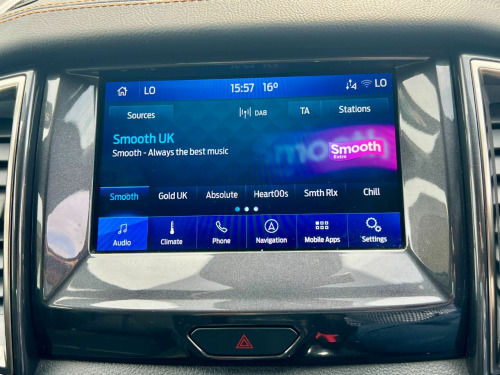 LO 15:57 16° LO
Sources DAB TA Stations
Smooth UK
Smooth - Always the best music
Smooth
Extra
Smooth Gold UK Absolute Heart00s Smth Rlx Chill
Audio Climate Phone Navigation Mobile Apps Settings